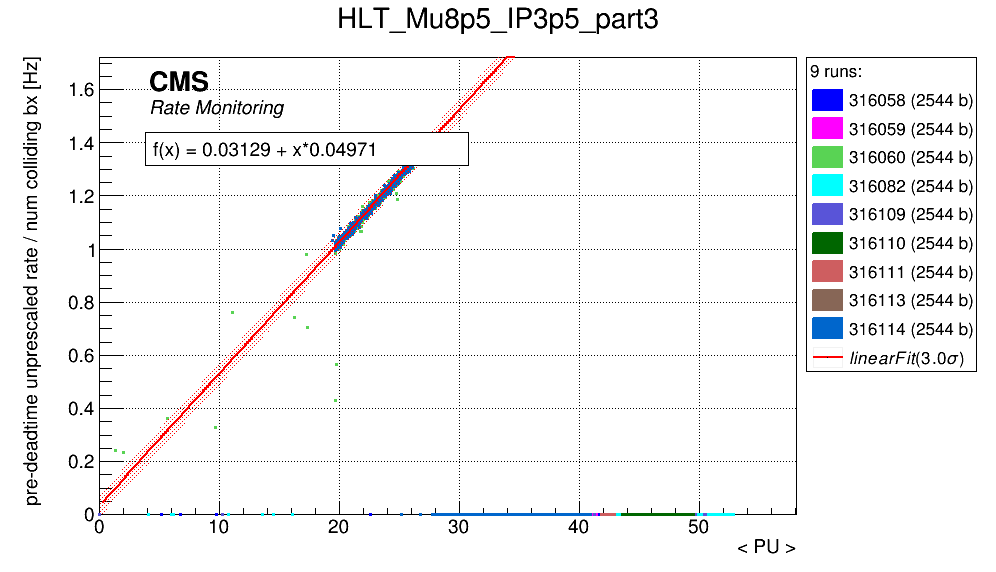 HLT_Mu8p5_IP3p5_part3
pre-deadtime unprescaled rate / num colliding bx [Hz]
CMS
Rate Monitoring
f(x) = 0.03129 + x*0.04971
1.6
1.4
1.2
1
0.8
0.6
0.4
0.2
0
0 10 20 30 40 50
< PU >
9 runs:
316058 (2544 b)
316059 (2544 b)
316060 (2544 b)
316082 (2544 b)
316109 (2544 b)
316110 (2544 b)
316111 (2544 b)
316113 (2544 b)
316114 (2544 b)
linearFit(3.0σ)